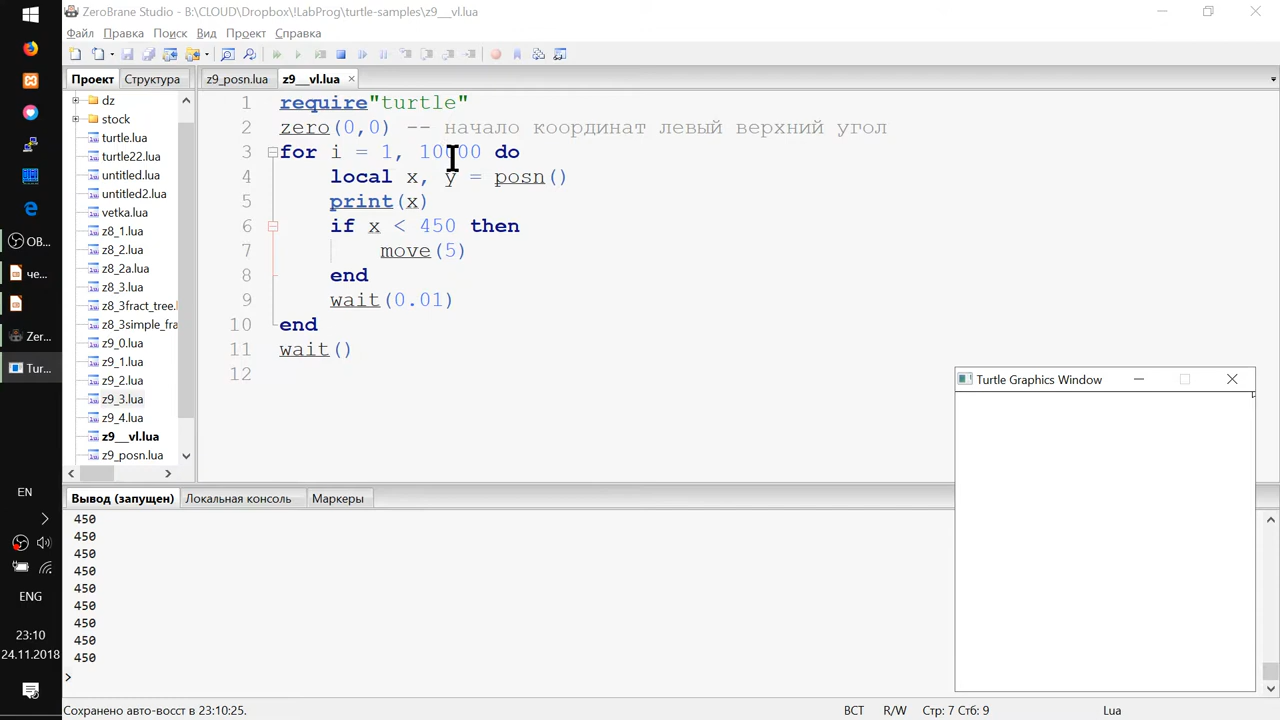 ZeroBrane Studio - B:\CLOUD\Dropbox\!LabProg\turtle-samples\z9__vl.lua
Файл Правка Поиск Вид Проект Справка
Проект Структура
z9_posn.lua z9__vl.lua
dz
stock
turtle.lua
turtle22.lua
untitled.lua
untitled2.lua
vetka.lua
z8_1.lua
z8_2.lua
z8_2a.lua
z8_3.lua
z8_3fract_tree.l
z8_3simple_fra
z9_0.lua
z9_1.lua
z9_2.lua
z9_3.lua
z9_4.lua
z9__vl.lua
z9_posn.lua
1 require"turtle"
2 zero(0,0) -- начало координат левый верхний угол
3 for i = 1, 10000 do
4 local x, y = posn()
5 print(x)
6 if x < 450 then
7 move(5)
8 end
9 wait(0.01)
10 end
11 wait()
12
Turtle Graphics Window
Вывод (запущен) Локальная консоль Маркеры
450
450
450
450
450
450
450
450
450
>
OB...
че...
Zer...
Tur...
EN
ENG
23:10
24.11.2018
Сохранено авто-восст в 23:10:25.
ВСТ R/W Стр: 7 Стб: 9 Lua